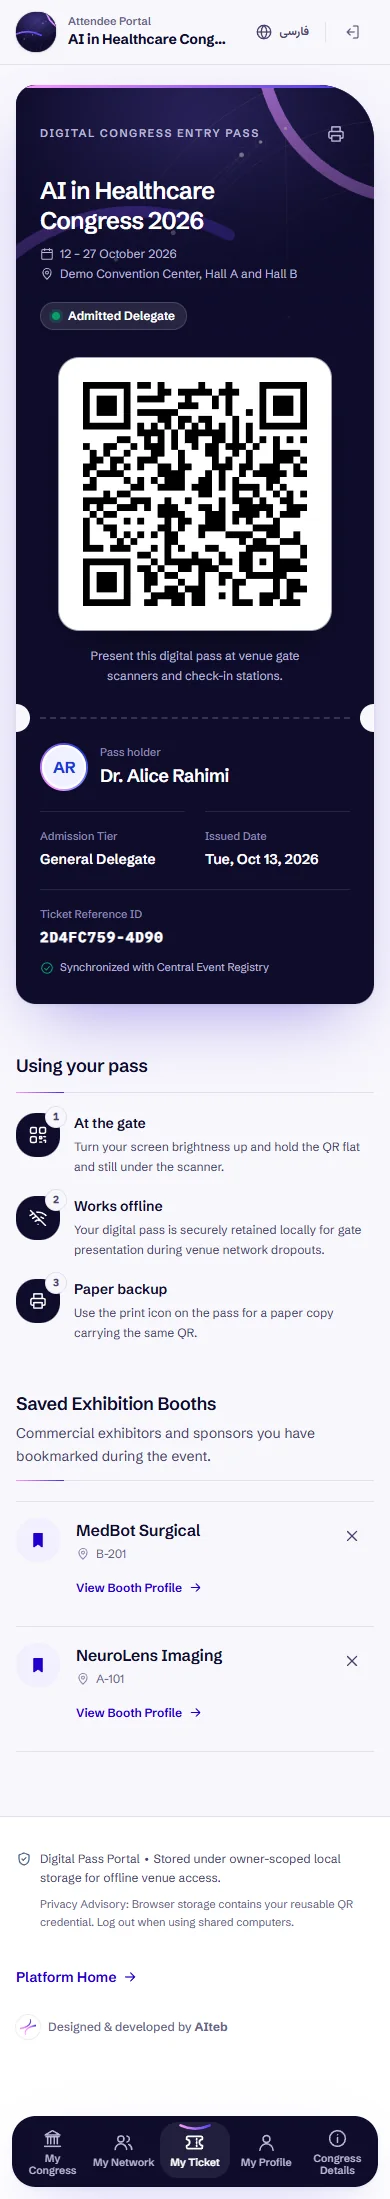 Attendee Portal
AI in Healthcare Cong...
فارسی
DIGITAL CONGRESS ENTRY PASS
AI in Healthcare
Congress 2026
12 – 27 October 2026
Demo Convention Center, Hall A and Hall B
Admitted Delegate
Present this digital pass at venue gate
scanners and check-in stations.
AR
Pass holder
Dr. Alice Rahimi
Admission Tier
General Delegate
Issued Date
Tue, Oct 13, 2026
Ticket Reference ID
2D4FC759-4D90
Synchronized with Central Event Registry
Using your pass
1
At the gate
Turn your screen brightness up and hold the QR flat
and still under the scanner.
2
Works offline
Your digital pass is securely retained locally for gate
presentation during venue network dropouts.
3
Paper backup
Use the print icon on the pass for a paper copy
carrying the same QR.
Saved Exhibition Booths
Commercial exhibitors and sponsors you have
bookmarked during the event.
MedBot Surgical
B-201
View Booth Profile →
NeuroLens Imaging
A-101
View Booth Profile →
Digital Pass Portal • Stored under owner-scoped local
storage for offline venue access.
Privacy Advisory: Browser storage contains your reusable QR
credential. Log out when using shared computers.
Platform Home →
Designed & developed by AIteb
My
Congress
My Network
My Ticket
My Profile
Congress
Details